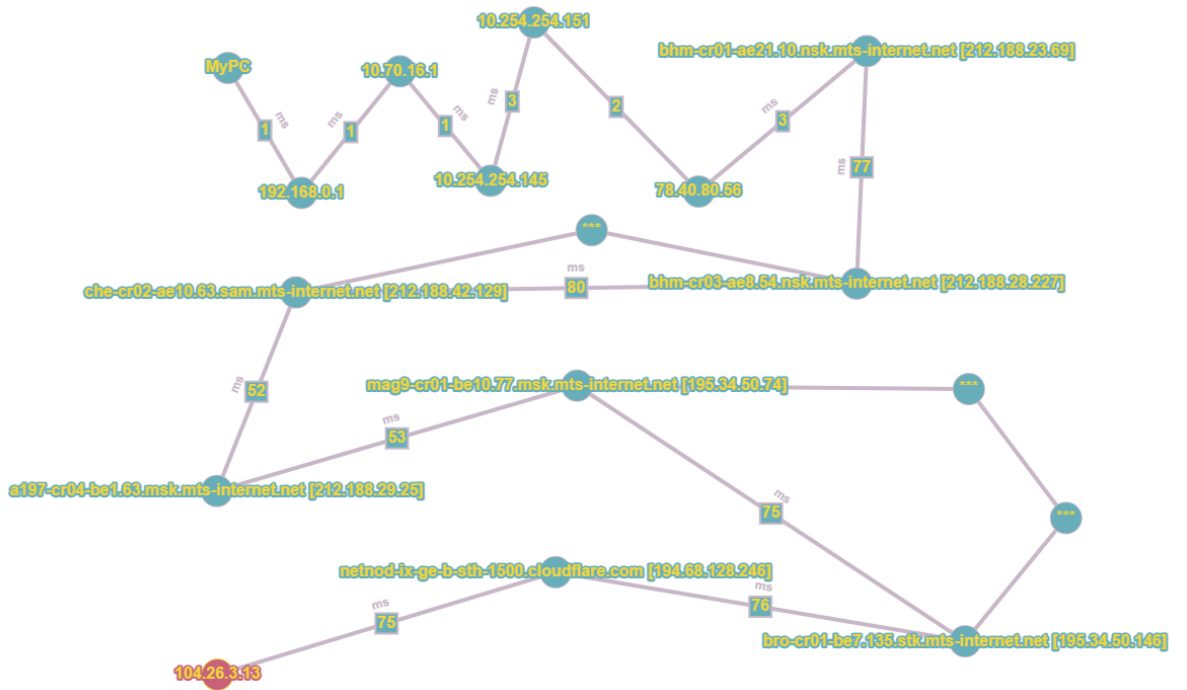 10.254.254.151
bhm-cr01-ae21.10.nsk.mts-internet.net [212.188.23.69]
MyPC
10.70.16.1
3
ms
2
ms
3
1
ms
ms
1
1
ms
77
ms
192.168.0.1
10.254.254.145
78.40.80.56
***
ms
che-cr02-ae10.63.sam.mts-internet.net [212.188.42.129]
80
bhm-cr03-ae8.54.nsk.mts-internet.net [212.188.28.227]
ms
52
mag9-cr01-be10.77.msk.mts-internet.net [195.34.50.74]
***
ms
53
a197-cr04-be1.63.msk.mts-internet.net [212.188.29.25]
ms
75
***
netnod-ix-ge-b-sth-1500.cloudflare.com [194.68.128.246]
ms
75
ms
76
bro-cr01-be7.135.stk.mts-internet.net [195.34.50.146]
104.26.3.13